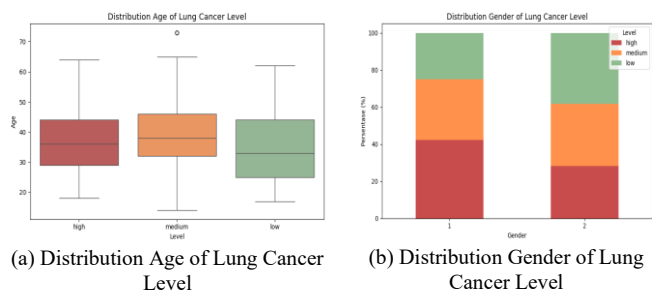 Distribution Age of Lung Cancer Level
70
60
50
40
30
20
Age
high
medium
low
Level
Distribution Gender of Lung Cancer Level
100
80
60
40
20
0
Persentase (%)
Level
high
medium
low
1
2
Gender
(a) Distribution Age of Lung Cancer
Level
(b) Distribution Gender of Lung
Cancer Level